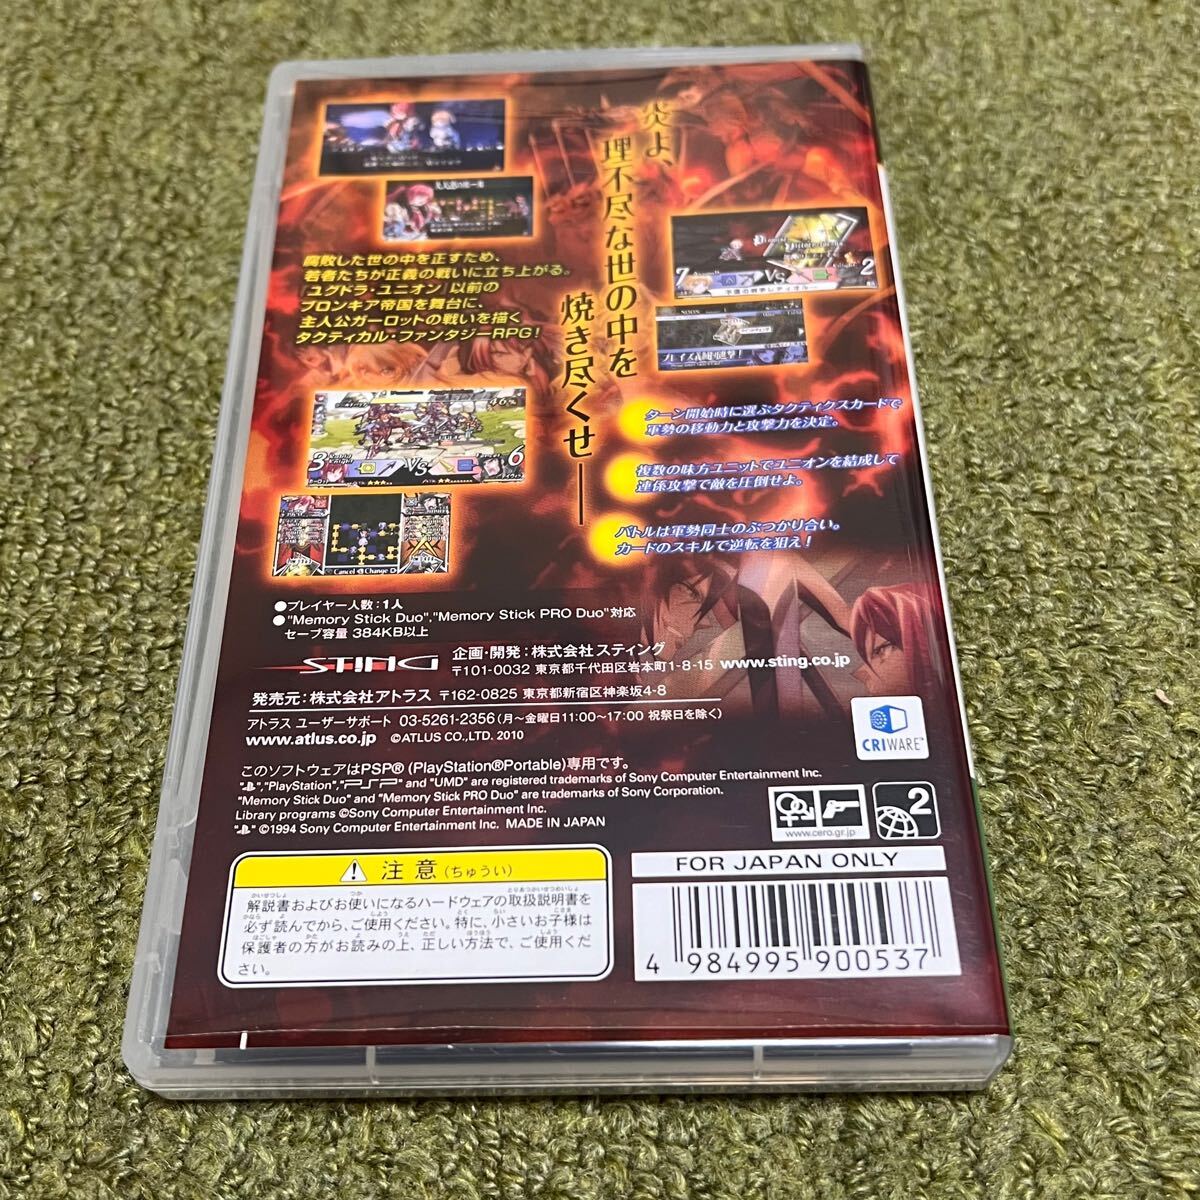 炎よ、
理不尽な世の中を
焼き尽くせ――
腐敗した世の中を正すため、
若者たちが正義の戦いに立ち上がる。
「ユグドラ・ユニオン」以前の
ブロンキア帝国を舞台に、
主人公ガーロットの戦いを描く
タクティカル・ファンタジーRPG!
7
VS
2
ブレイズ
46%
3
VS
6
ガーロット
Cancel
Change
ターン開始時に選ぶタクティクスカードで
軍勢の移動力と攻撃力を決定。
複数の味方ユニットでユニオンを結成して
連係攻撃で敵を圧倒せよ。
バトルは軍勢同士のぶつかり合い。
カードのスキルで逆転を狙え!
●プレイヤー人数:1人
●"Memory Stick Duo","Memory Stick PRO Duo"対応
セーブ容量 384KB以上
STING
企画・開発:株式会社スティング
〒101-0032 東京都千代田区岩本町1-8-15 www.sting.co.jp
発売元:株式会社アトラス 〒162-0825 東京都新宿区神楽坂4-8
アトラス ユーザーサポート 03-5261-2356(月~金曜日11:00~17:00 祝祭日を除く)
www.atlus.co.jp ©ATLUS CO.,LTD. 2010
CRIWARE™
このソフトウェアはPSP®(PlayStation®Portable)専用です。
" ","PlayStation","PSP" and "UMD" are registered trademarks of Sony Computer Entertainment Inc.
"Memory Stick Duo" and "Memory Stick PRO Duo" are trademarks of Sony Corporation.
Library programs ©Sony Computer Entertainment Inc.
" " ©1994 Sony Computer Entertainment Inc. MADE IN JAPAN
www.cero.gr.jp
2
注意(ちゅうい)
解説書およびお使いになるハードウェアの取扱説明書を
必ず読んでから、ご使用ください。特に、小さいお子様は
保護者の方がお読みの上、正しい方法で、ご使用くだ
さい。
FOR JAPAN ONLY
4 984995 900537